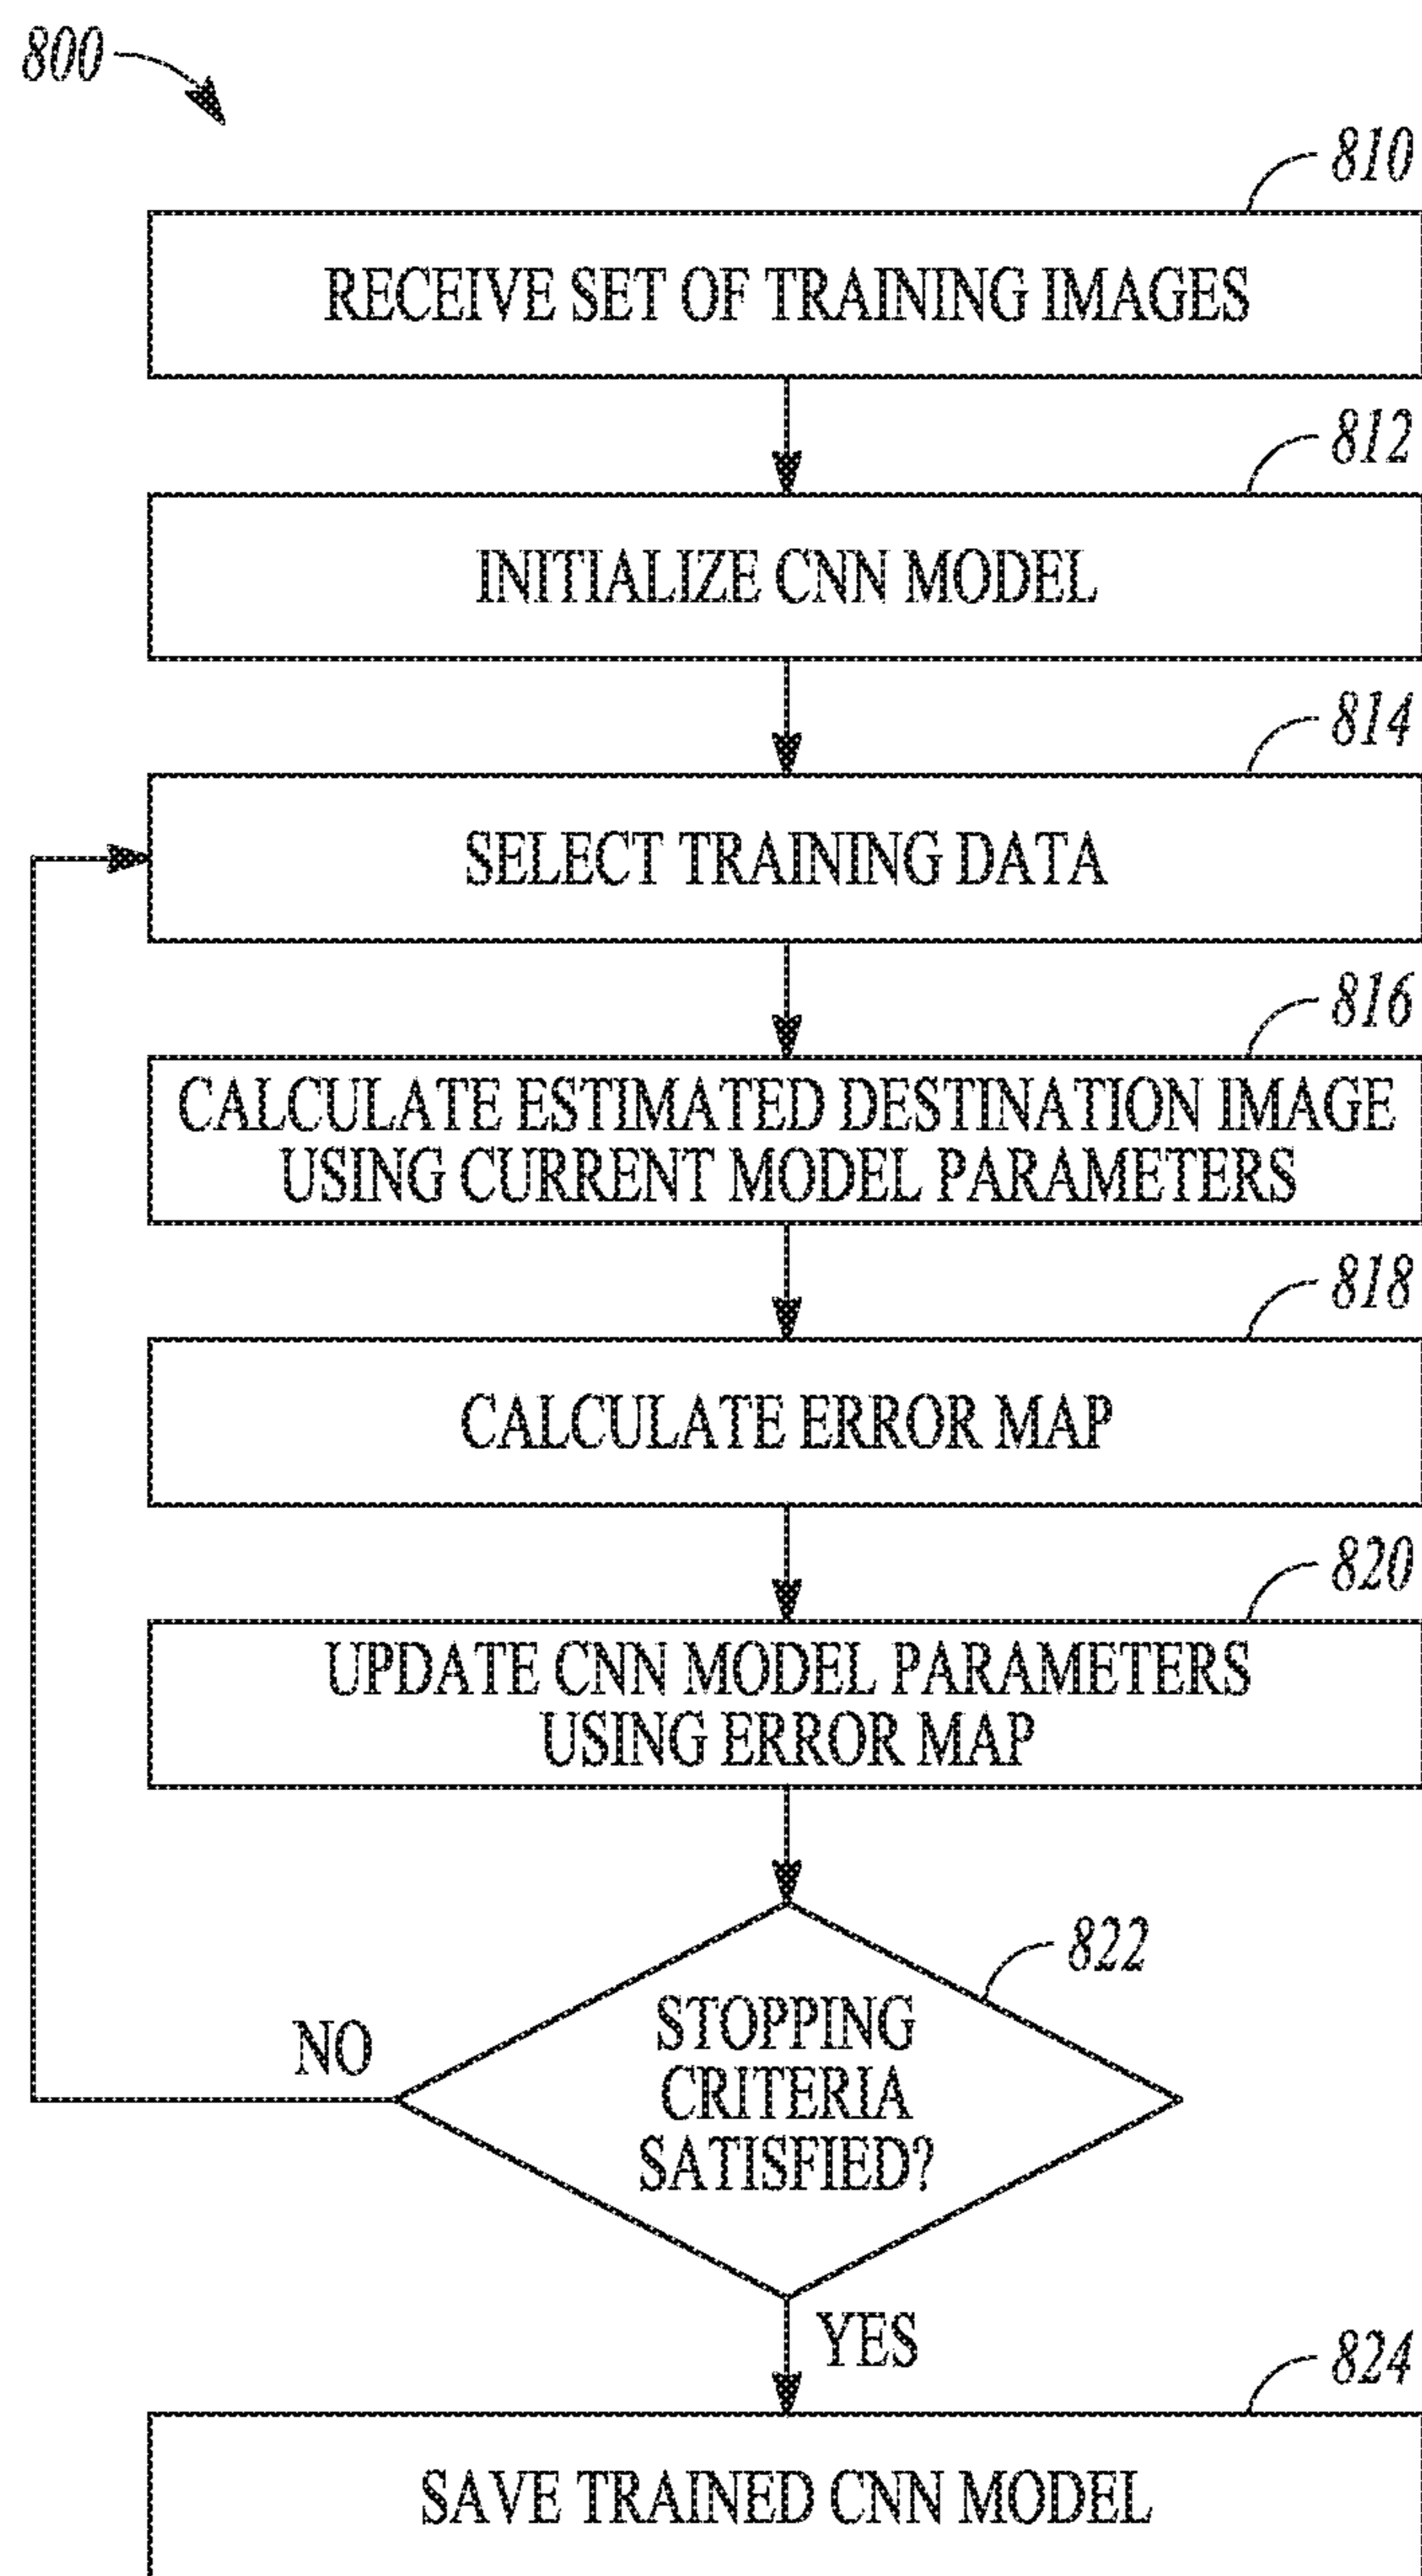 800
810
RECEIVE SET OF TRAINING IMAGES
812
INITIALIZE CNN MODEL
814
SELECT TRAINING DATA
816
CALCULATE ESTIMATED DESTINATION IMAGE
USING CURRENT MODEL PARAMETERS
818
CALCULATE ERROR MAP
820
UPDATE CNN MODEL PARAMETERS
USING ERROR MAP
822
STOPPING
CRITERIA
SATISFIED?
NO
YES
824
SAVE TRAINED CNN MODEL